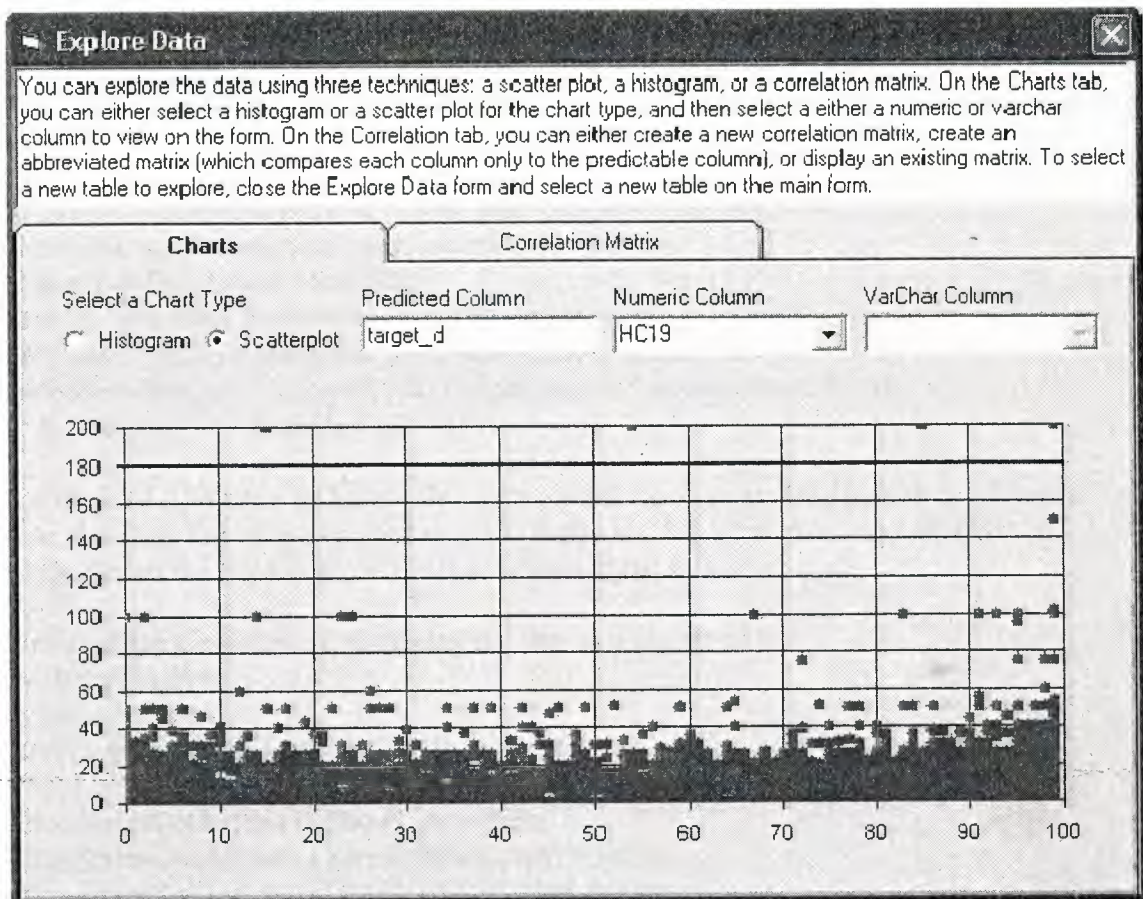 Explore Data
You can explore the data using three techniques: a scatter plot, a histogram, or a correlation matrix. On the Charts tab,
you can either select a histogram or a scatter plot for the chart type, and then select a either a numeric or varchar
column to view on the form. On the Correlation tab, you can either create a new correlation matrix, create an
abbreviated matrix (which compares each column only to the predictable column), or display an existing matrix. To select
a new table to explore, close the Explore Data form and select a new table on the main form.
Charts
Correlation Matrix
Select a Chart Type
Predicted Column
Numeric Column
VarChar Column
Histogram
Scatterplot
target_d
HC19
200
180
160
140
120
100
80
60
40
20
0
0 10 20 30 40 50 60 70 80 90 100